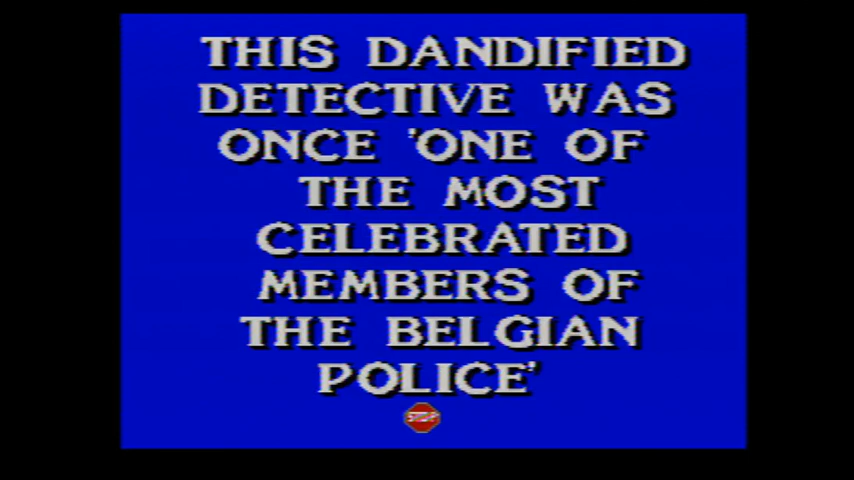 THIS DANDIFIED
DETECTIVE WAS
ONCE 'ONE OF
THE MOST
CELEBRATED
MEMBERS OF
THE BELGIAN
POLICE'
STOP